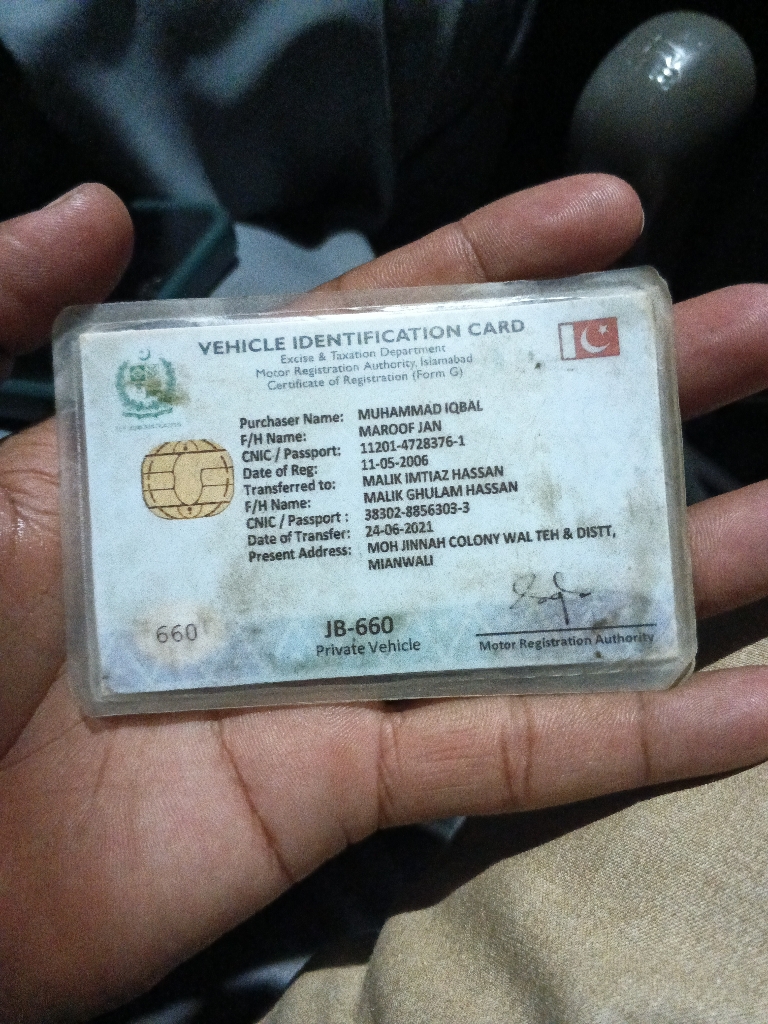 VEHICLE IDENTIFICATION CARD
Excise & Taxation Department
Motor Registration Authority, Islamabad
Certificate of Registration (Form G)
Purchaser Name: MUHAMMAD IQBAL
F/H Name: MAROOF JAN
CNIC / Passport: 11201-4728376-1
Date of Reg: 11-05-2006
Transferred to: MALIK IMTIAZ HASSAN
F/H Name: MALIK GHULAM HASSAN
CNIC / Passport : 38302-8856303-3
Date of Transfer: 24-06-2021
Present Address: MOH JINNAH COLONY WAL TEH & DISTT,
MIANWALI
660
JB-660
Private Vehicle
Motor Registration Authority